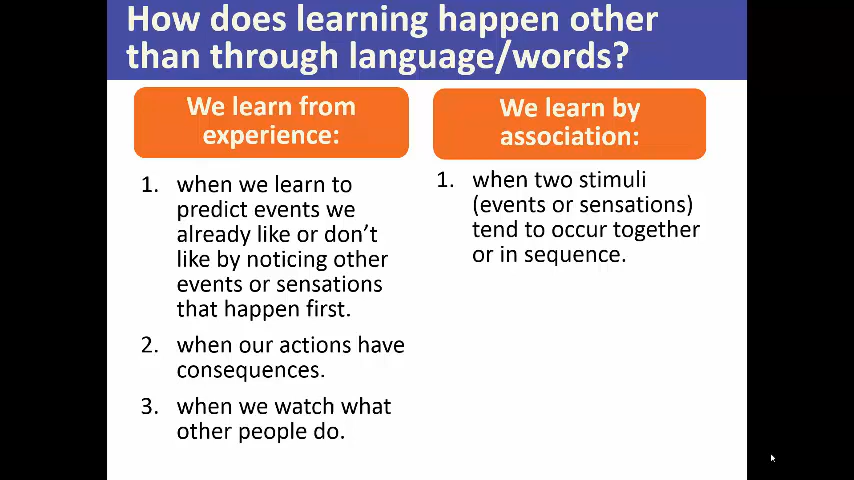 How does learning happen other
than through language/words?
We learn from
experience:
1. when we learn to
predict events we
already like or don't
like by noticing other
events or sensations
that happen first.
2. when our actions have
consequences.
3. when we watch what
other people do.
We learn by
association:
1. when two stimuli
(events or sensations)
tend to occur together
or in sequence.